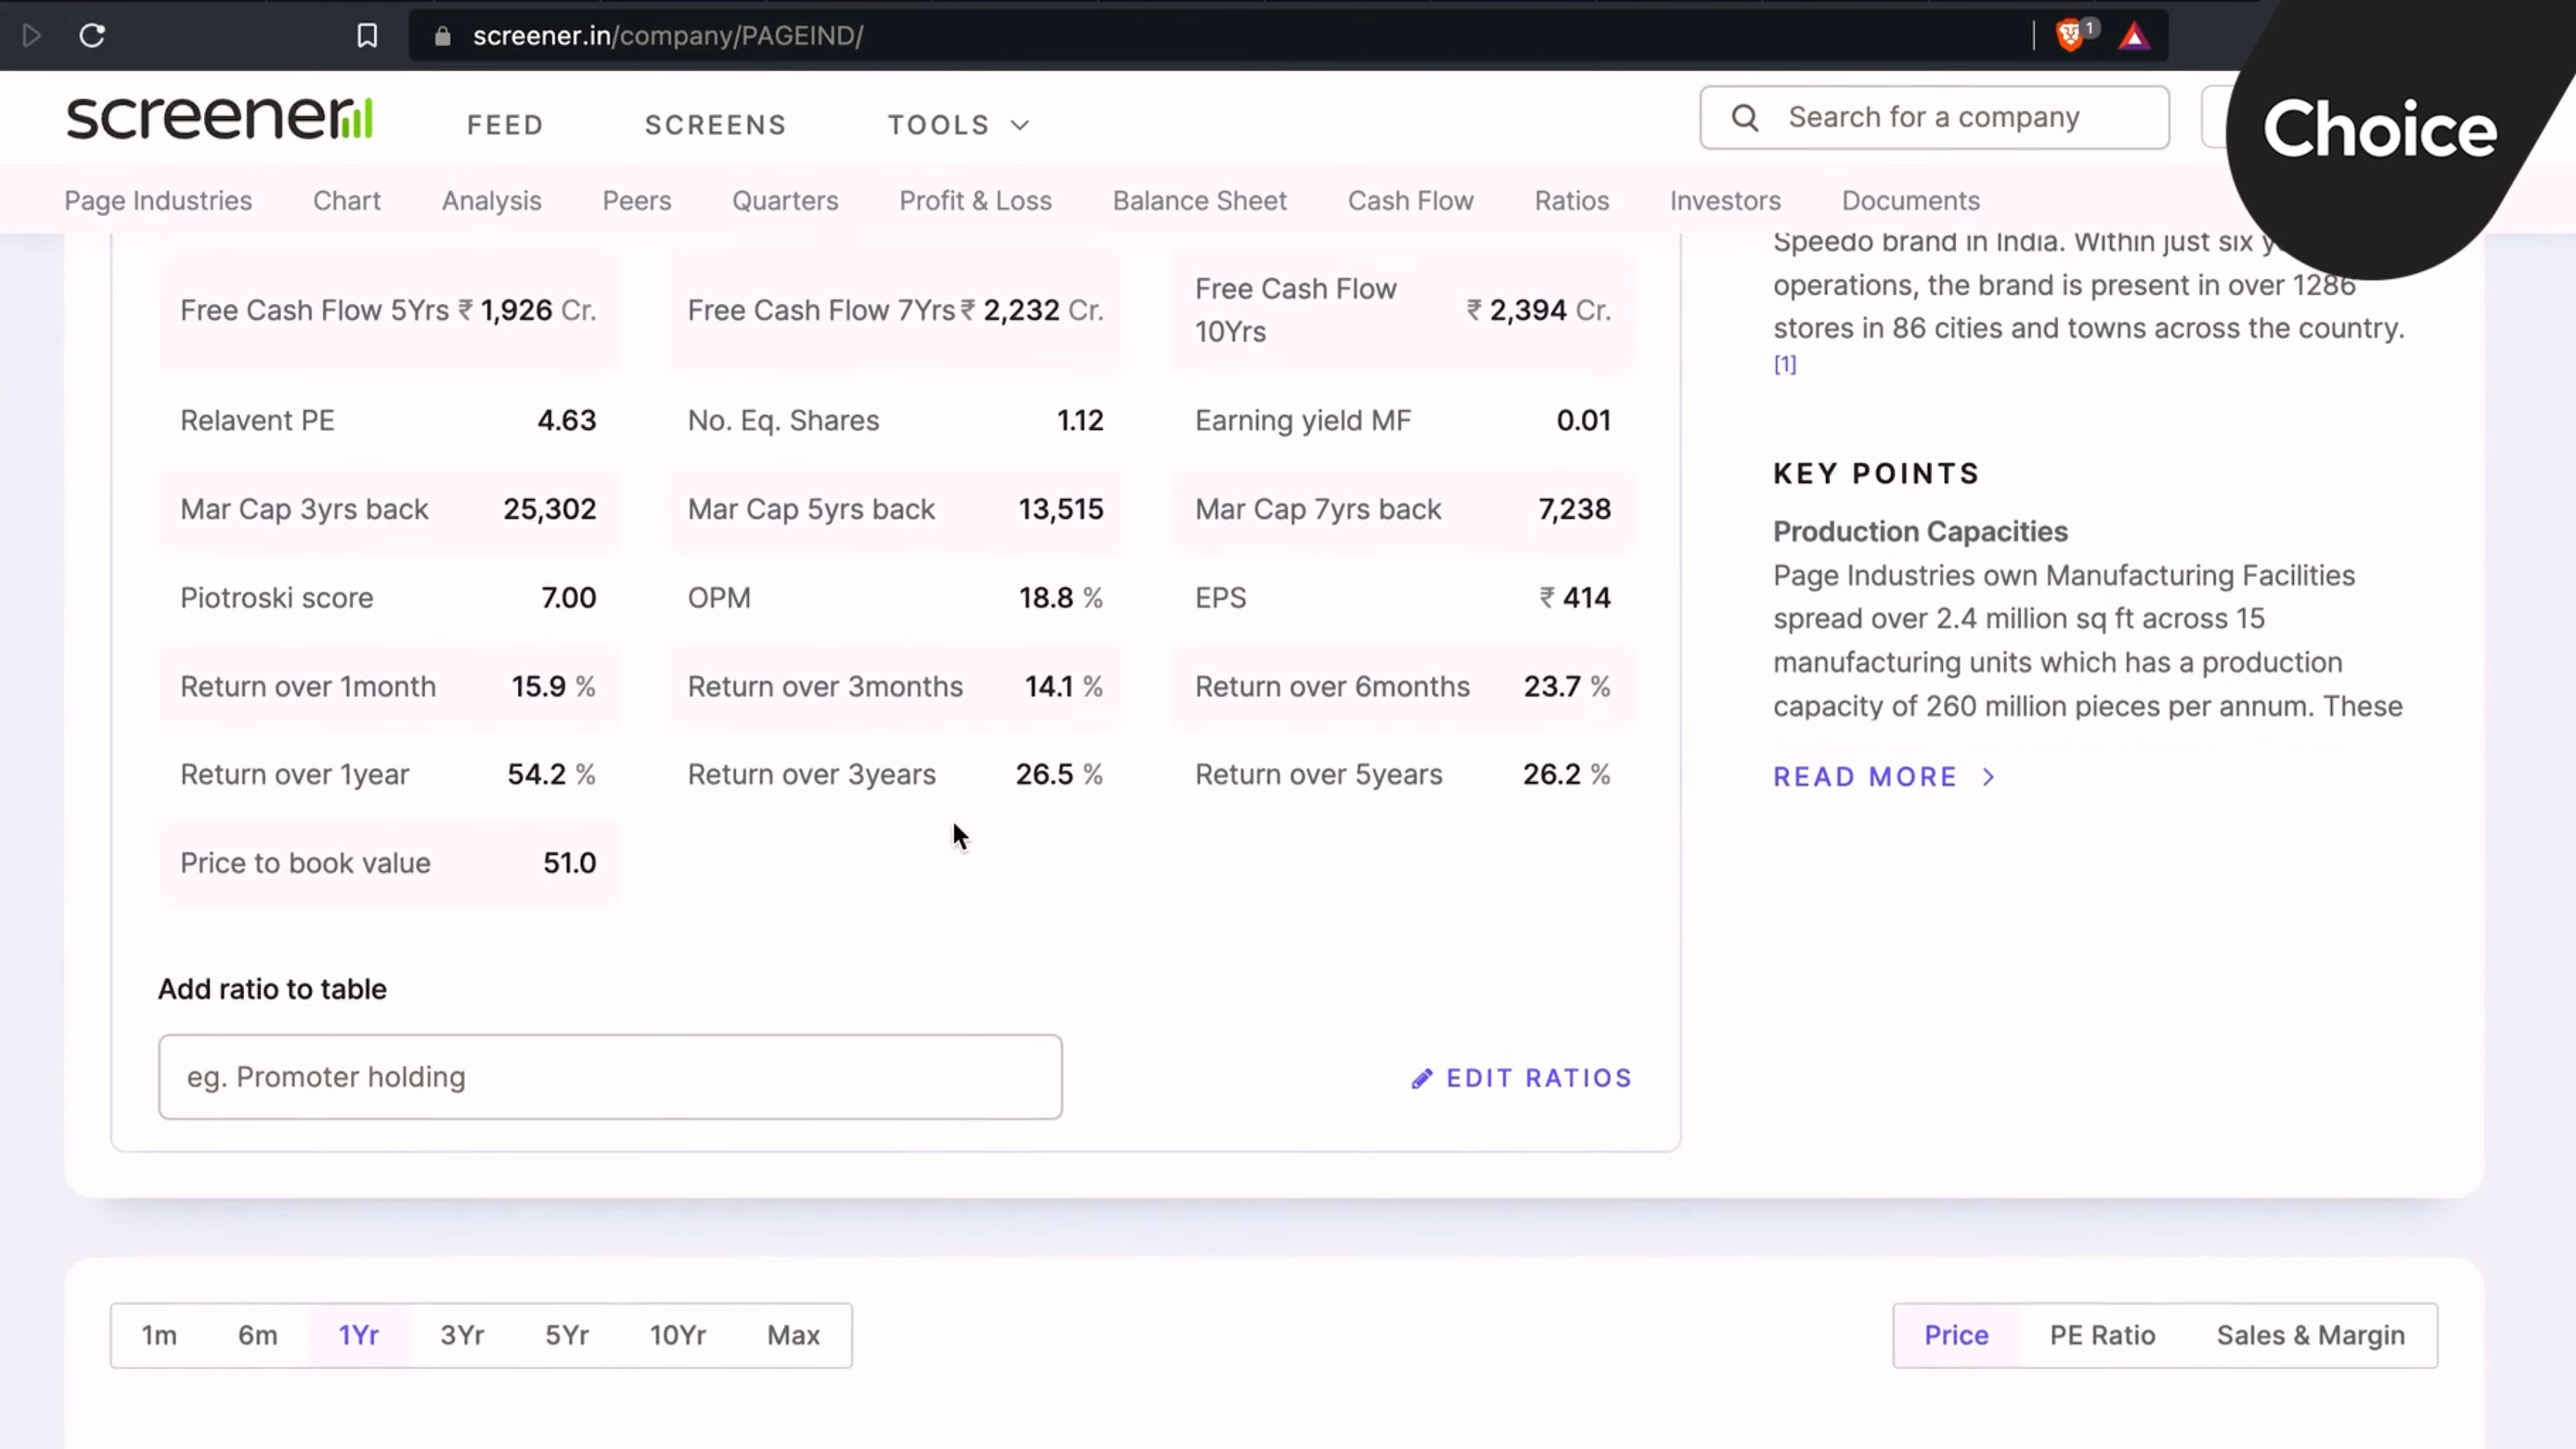 screener.in/company/PAGEIND/
1
Choice
screener
FEED
SCREENS
TOOLS
Search for a company
Page Industries
Chart
Analysis
Peers
Quarters
Profit & Loss
Balance Sheet
Cash Flow
Ratios
Investors
Documents
Free Cash Flow 5Yrs ₹ 1,926 Cr.
Free Cash Flow 7Yrs ₹ 2,232 Cr.
Free Cash Flow
10Yrs
₹ 2,394 Cr.
Relavent PE 4.63
No. Eq. Shares 1.12
Earning yield MF 0.01
Mar Cap 3yrs back 25,302
Mar Cap 5yrs back 13,515
Mar Cap 7yrs back 7,238
Piotroski score 7.00
OPM 18.8 %
EPS ₹ 414
Return over 1month 15.9 %
Return over 3months 14.1 %
Return over 6months 23.7 %
Return over 1year 54.2 %
Return over 3years 26.5 %
Return over 5years 26.2 %
Price to book value 51.0
Add ratio to table
eg. Promoter holding
EDIT RATIOS
Speedo brand in India. Within just six
operations, the brand is present in over 1286
stores in 86 cities and towns across the country.
[1]
KEY POINTS
Production Capacities
Page Industries own Manufacturing Facilities
spread over 2.4 million sq ft across 15
manufacturing units which has a production
capacity of 260 million pieces per annum. These
READ MORE
1m
6m
1Yr
3Yr
5Yr
10Yr
Max
Price
PE Ratio
Sales & Margin